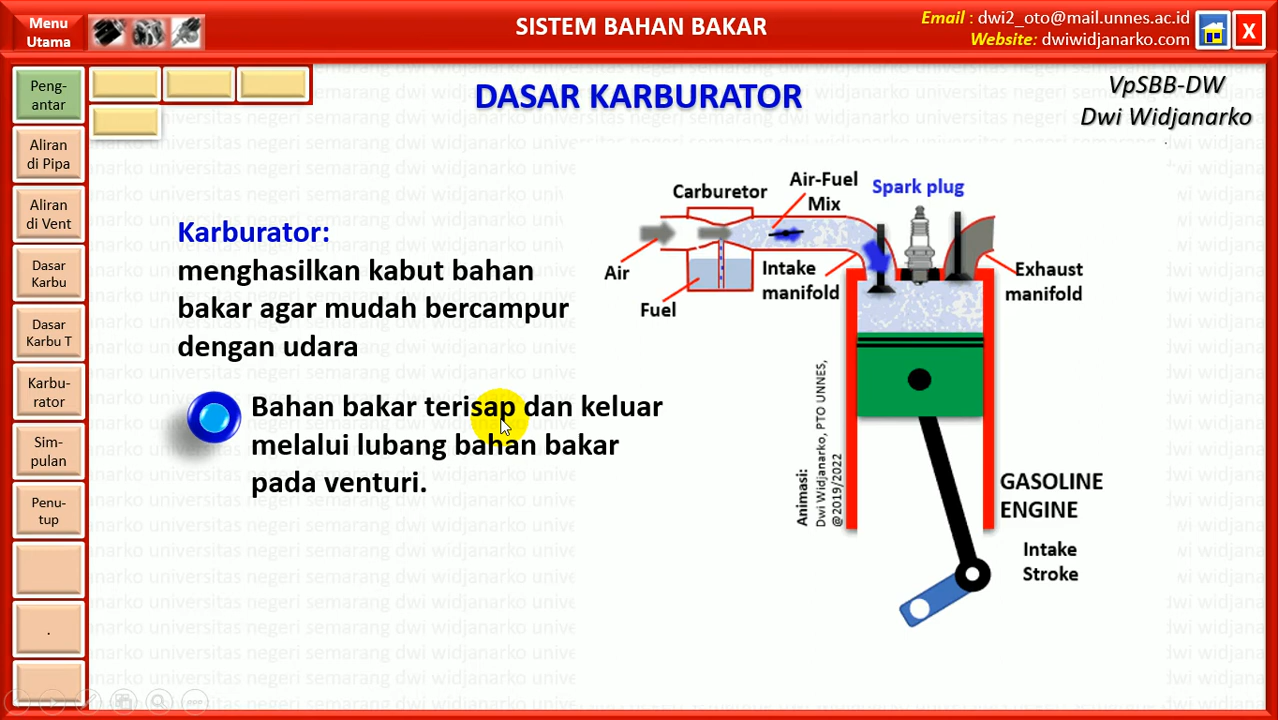 Menu
Utama
SISTEM BAHAN BAKAR
Email : dwi2_oto@mail.unnes.ac.id
Website: dwiwidjanarko.com
X
Peng-
antar
Aliran
di Pipa
Aliran
di Vent
Dasar
Karbu
Dasar
Karbu T
Karbu-
rator
Sim-
pulan
Penu-
tup
.
DASAR KARBURATOR
VpSBB-DW
Dwi Widjanarko
Karburator:
menghasilkan kabut bahan
bakar agar mudah bercampur
dengan udara
Bahan bakar terisap dan keluar
melalui lubang bahan bakar
pada venturi.
Carburetor
Air-Fuel
Mix
Spark plug
Air
Fuel
Intake
manifold
Exhaust
manifold
Animasi:
Dwi Widjanarko, PTO UNNES,
@2019/2022
GASOLINE
ENGINE
Intake
Stroke